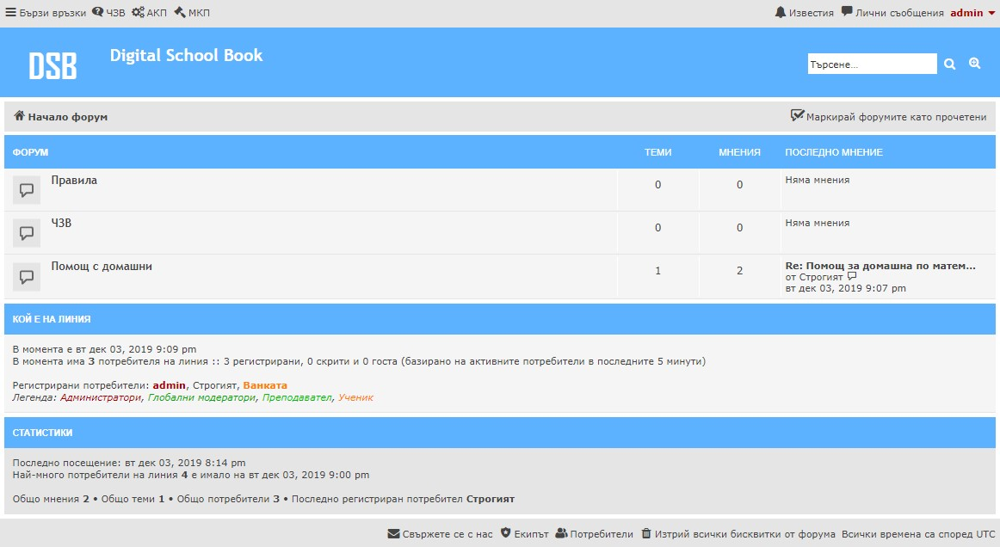 Бързи връзки ЧЗВ АКП МКП Известия Лични съобщения admin
DSB Digital School Book
Търсене…
Начало форум Маркирай форумите като прочетени
ФОРУМ ТЕМИ МНЕНИЯ ПОСЛЕДНО МНЕНИЕ
Правила 0 0 Няма мнения
ЧЗВ 0 0 Няма мнения
Помощ с домашни 1 2 Re: Помощ за домашна по матем…
от Строгият
вт дек 03, 2019 9:07 pm
КОЙ Е НА ЛИНИЯ
В момента е вт дек 03, 2019 9:09 pm
В момента има 3 потребителя на линия :: 3 регистрирани, 0 скрити и 0 госта (базирано на активните потребители в последните 5 минути)
Регистрирани потребители: admin, Строгият, Ванката
Легенда: Администратори, Глобални модератори, Преподавател, Ученик
СТАТИСТИКИ
Последно посещение: вт дек 03, 2019 8:14 pm
Най-много потребители на линия 4 е имало на вт дек 03, 2019 9:00 pm
Общо мнения 2 • Общо теми 1 • Общо потребители 3 • Последно регистриран потребител Строгият
Свържете се с нас Екипът Потребители Изтрий всички бисквитки от форума Всички времена са според UTC